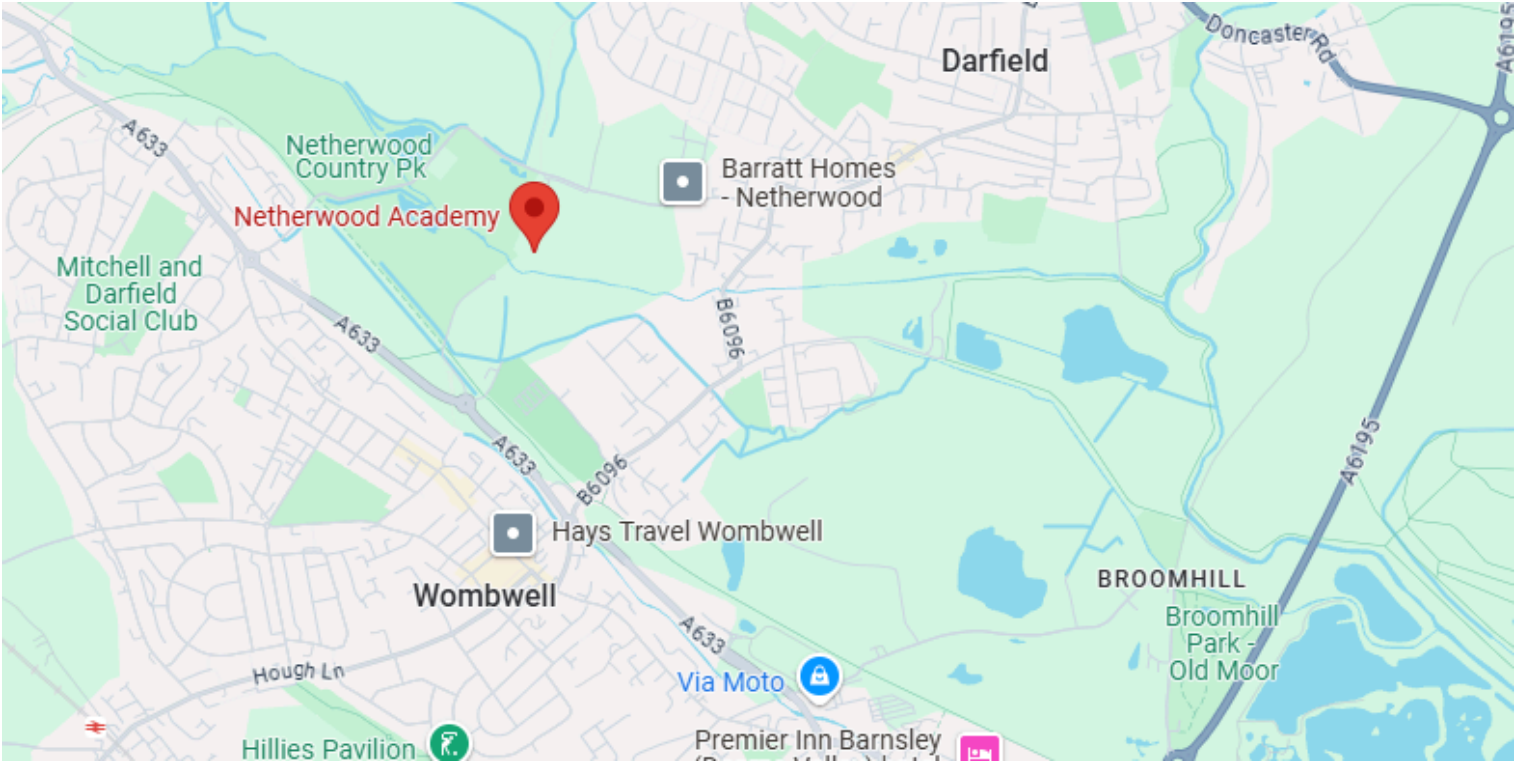 Doncaster Rd
A6195
Darfield
A633
Netherwood
Country Pk
Barratt Homes
- Netherwood
Netherwood Academy
Mitchell and
Darfield
Social Club
A633
B6096
A633
A6195
B6096
Hays Travel Wombwell
Wombwell
BROOMHILL
Broomhill
Park -
Old Moor
A633
Hough Ln
Via Moto
Hillies Pavilion
Premier Inn Barnsley